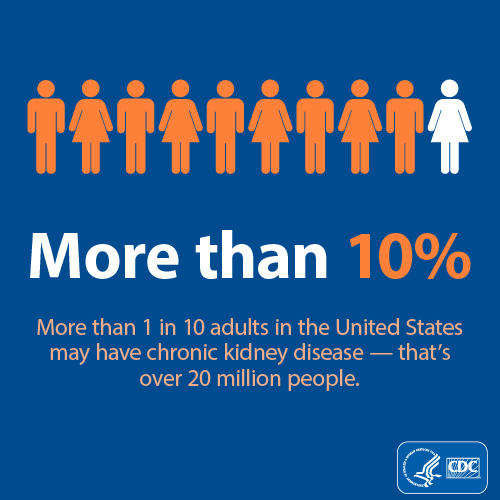 More than 10%
More than 1 in 10 adults in the United States
may have chronic kidney disease — that's
over 20 million people.
CDC